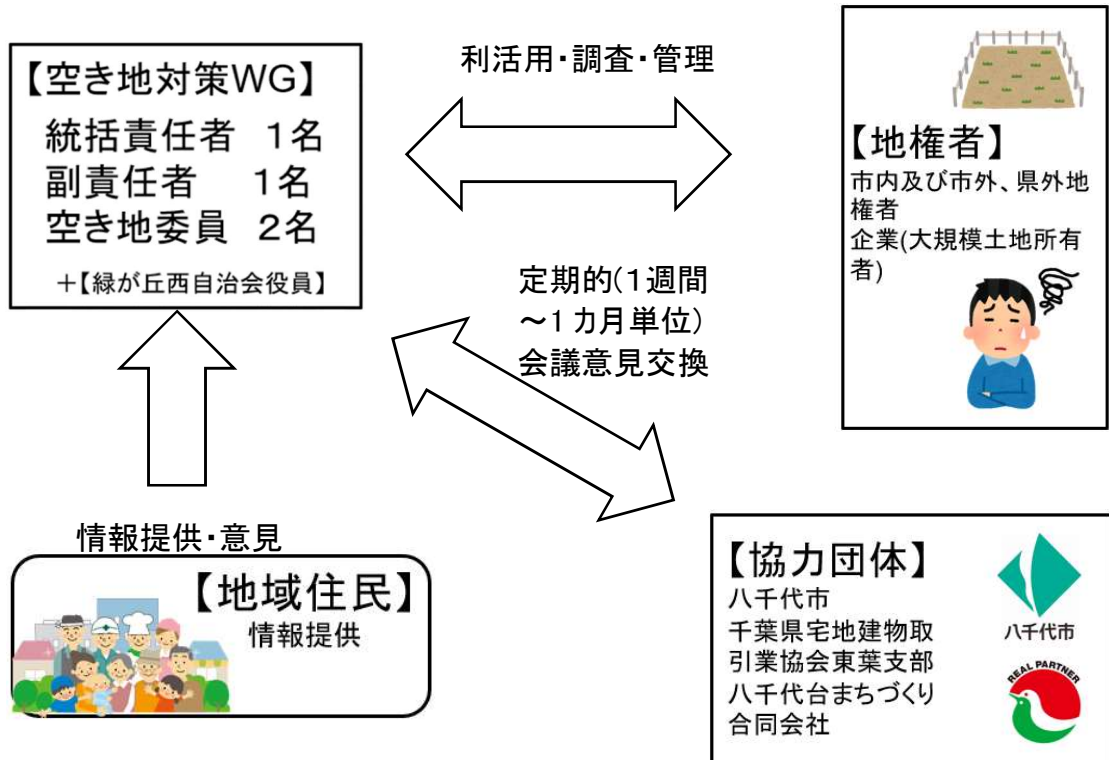 【空き地対策WG】
統括責任者 1名
副責任者 1名
空き地委員 2名
+【緑が丘西自治会役員】
利活用・調査・管理
【地権者】
市内及び市外、県外地
権者
企業(大規模土地所有
者)
定期的(1週間
~1カ月単位)
会議意見交換
情報提供・意見
【地域住民】
情報提供
【協力団体】
八千代市
千葉県宅地建物取
引業協会東葉支部
八千代台まちづくり
合同会社
八千代市
REAL PARTNER